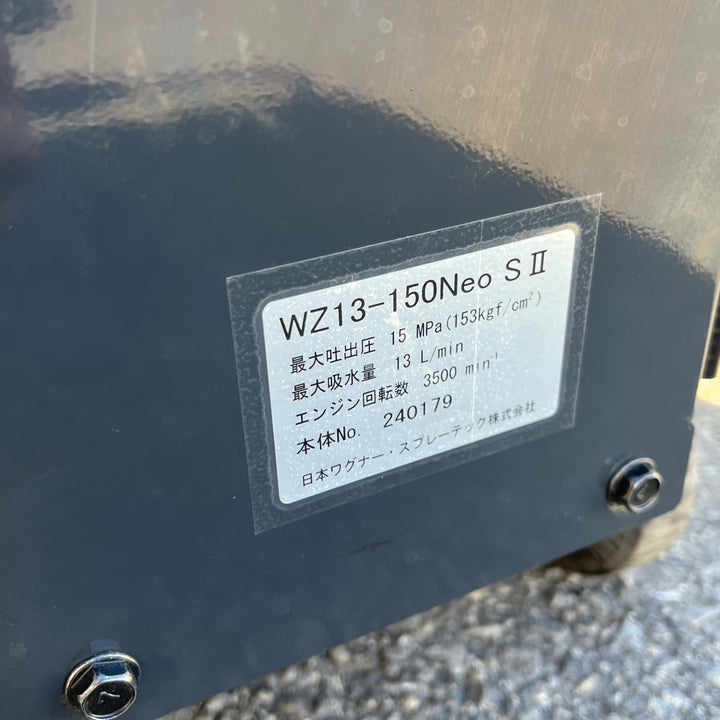 WZ13-150Neo SⅡ
最大吐出圧 15 MPa(153kgf/cm²)
最大吸水量 13 L/min
エンジン回転数 3500 min⁻¹
本体No. 240179
日本ワグナー・スプレーテック株式会社